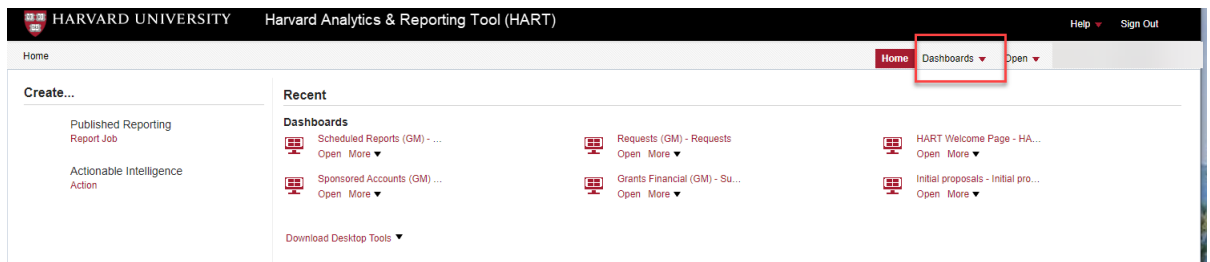 HARVARD UNIVERSITY Harvard Analytics & Reporting Tool (HART)
Help Sign Out
Home Home Dashboards Open
Create... Recent
Dashboards
Published Reporting
Report Job
Actionable Intelligence
Action
Scheduled Reports (GM) - ...
Open More
Requests (GM) - Requests
Open More
HART Welcome Page - HA...
Open More
Sponsored Accounts (GM) ...
Open More
Grants Financial (GM) - Su...
Open More
Initial proposals - Initial pro...
Open More
Download Desktop Tools